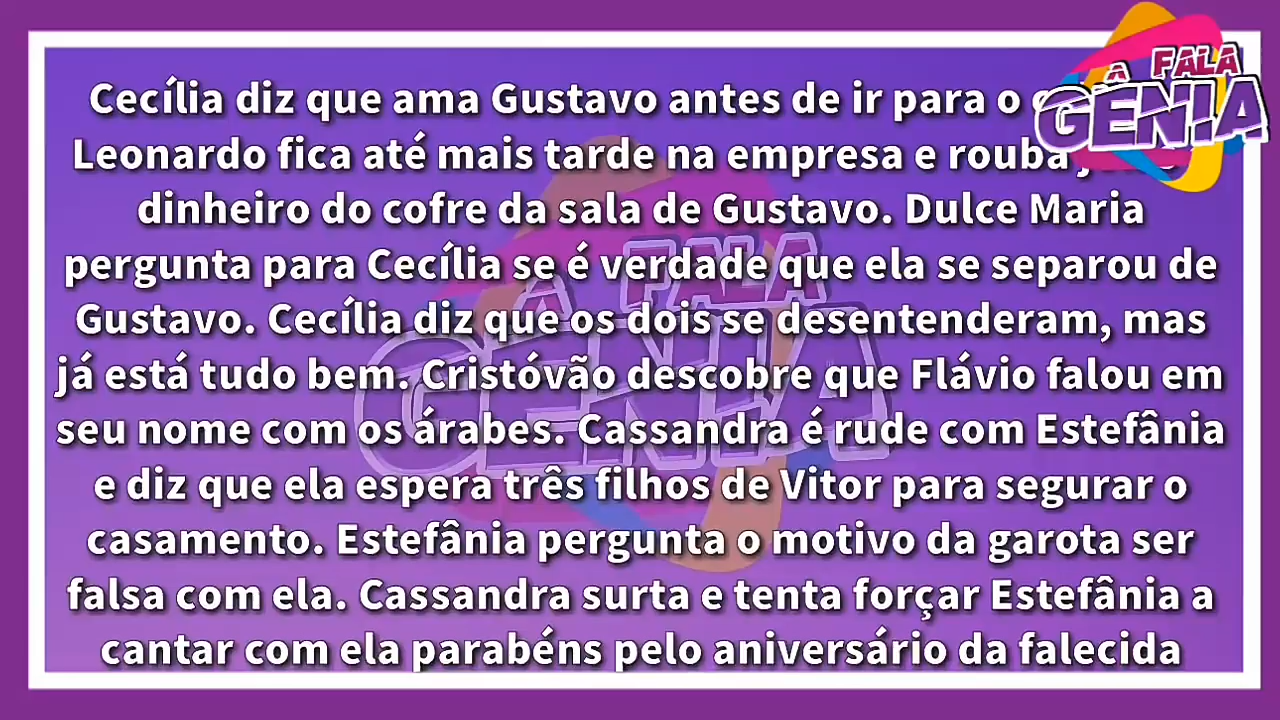 Cecília diz que ama Gustavo antes de ir para o
Leonardo fica até mais tarde na empresa e rouba
dinheiro do cofre da sala de Gustavo. Dulce Maria
pergunta para Cecília se é verdade que ela se separou de
Gustavo. Cecília diz que os dois se desentenderam, mas
já está tudo bem. Cristóvão descobre que Flávio falou em
seu nome com os árabes. Cassandra é rude com Estefânia
e diz que ela espera três filhos de Vitor para segurar o
casamento. Estefânia pergunta o motivo da garota ser
falsa com ela. Cassandra surta e tenta forçar Estefânia a
cantar com ela parabéns pelo aniversário da falecida
Â FALA
GÊNIA
Â FALA
GÊNIA